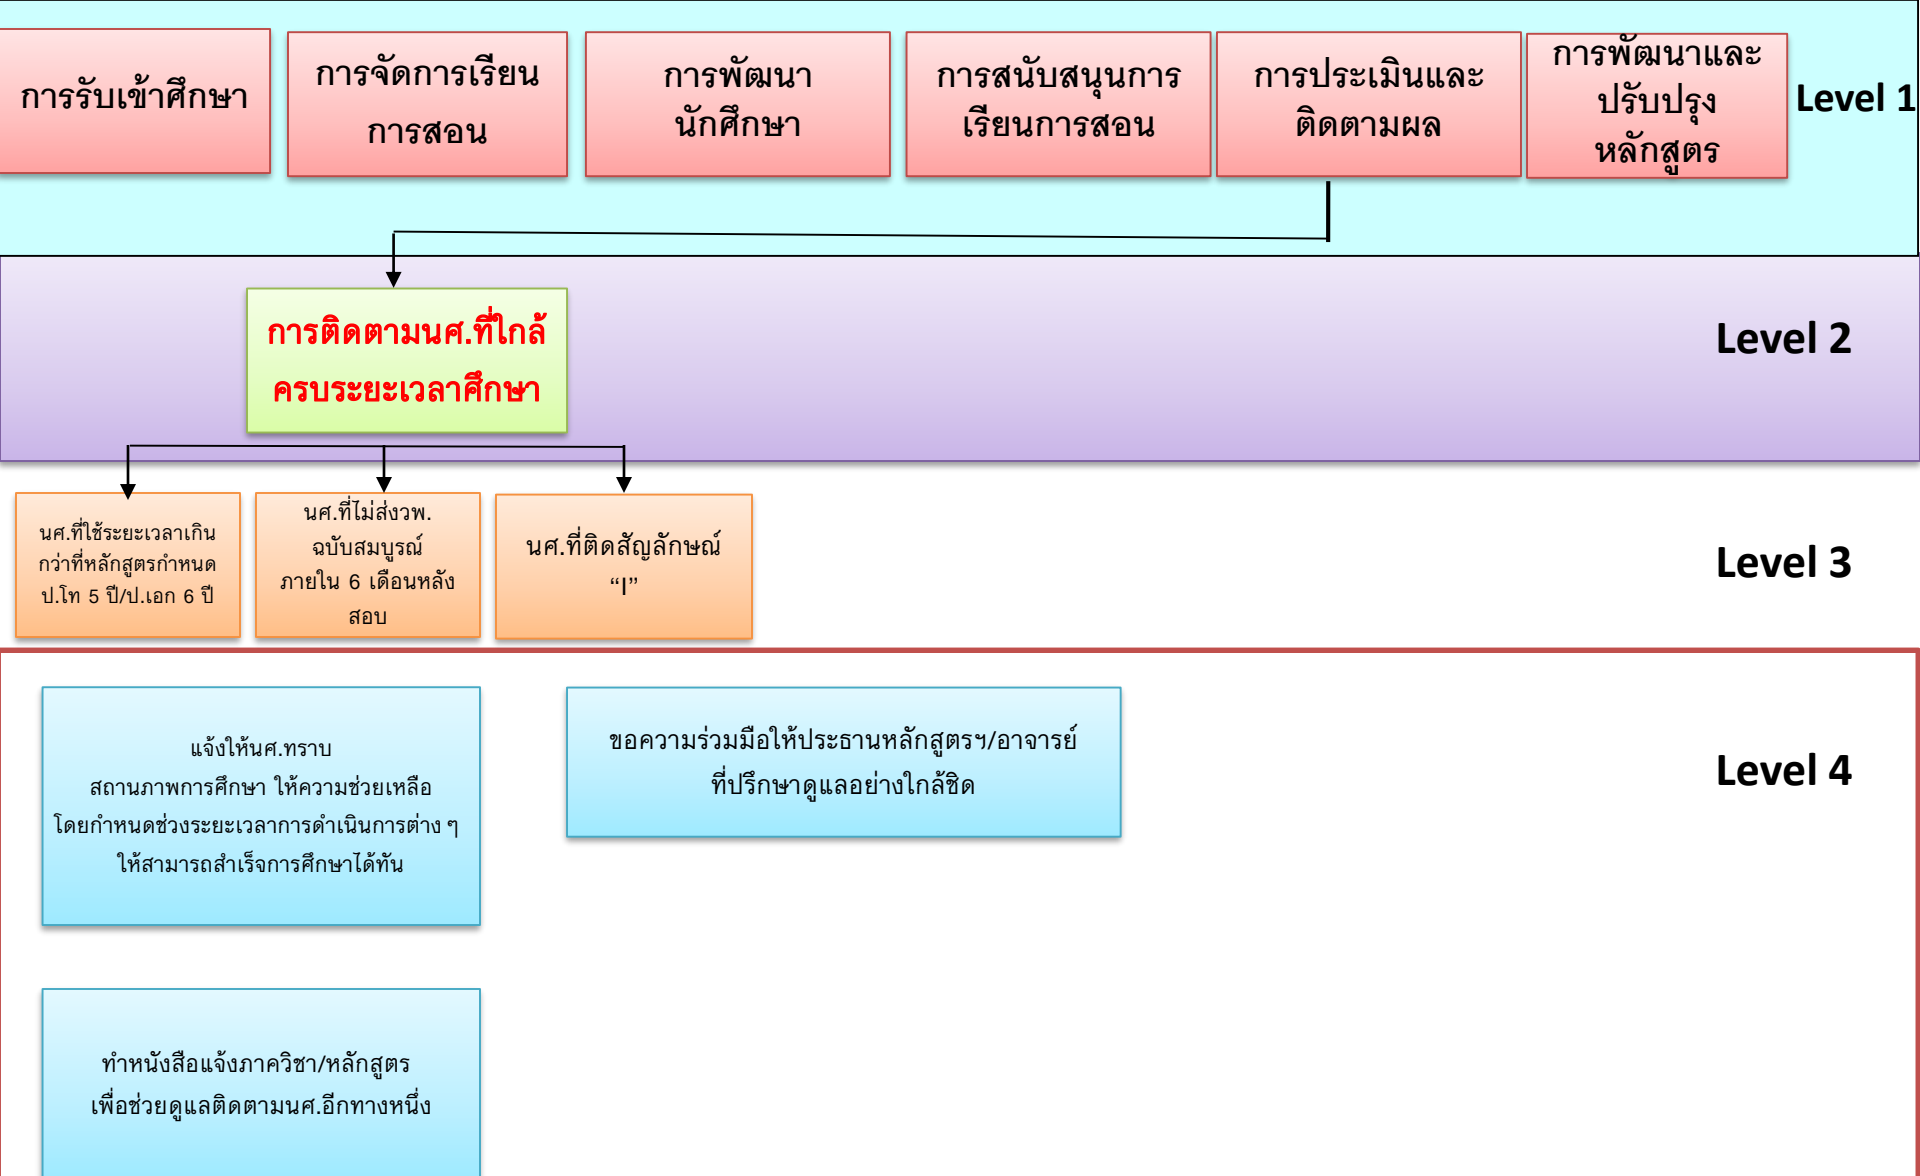 การรับเข้าศึกษา
การจัดการเรียน
การสอน
การพัฒนา
นักศึกษา
การสนับสนุนการ
เรียนการสอน
การประเมินและ
ติดตามผล
การพัฒนาและ
ปรับปรุง
หลักสูตร
Level 1
การติดตามนศ.ที่ใกล้
ครบระยะเวลาศึกษา
Level 2
นศ.ที่ใช้ระยะเวลาเกิน
กว่าที่หลักสูตรกำหนด
ป.โท 5 ปี/ป.เอก 6 ปี
นศ.ที่ไม่ส่งวพ.
ฉบับสมบูรณ์
ภายใน 6 เดือนหลัง
สอบ
นศ.ที่ติดสัญลักษณ์
“I”
Level 3
แจ้งให้นศ.ทราบ
สถานภาพการศึกษา ให้ความช่วยเหลือ
โดยกำหนดช่วงระยะเวลาการดำเนินการต่าง ๆ
ให้สามารถสำเร็จการศึกษาได้ทัน
ขอความร่วมมือให้ประธานหลักสูตรฯ/อาจารย์
ที่ปรึกษาดูแลอย่างใกล้ชิด
Level 4
ทำหนังสือแจ้งภาควิชา/หลักสูตร
เพื่อช่วยดูแลติดตามนศ.อีกทางหนึ่ง